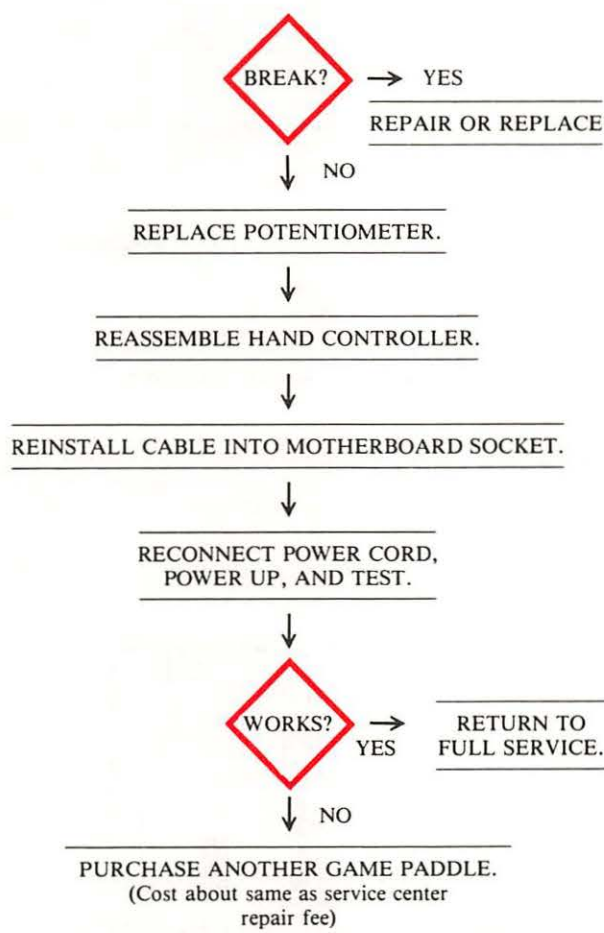 BREAK?
YES
REPAIR OR REPLACE
NO
REPLACE POTENTIOMETER.
REASSEMBLE HAND CONTROLLER.
REINSTALL CABLE INTO MOTHERBOARD SOCKET.
RECONNECT POWER CORD,
POWER UP, AND TEST.
WORKS?
YES
RETURN TO
FULL SERVICE.
NO
PURCHASE ANOTHER GAME PADDLE.
(Cost about same as service center
repair fee)